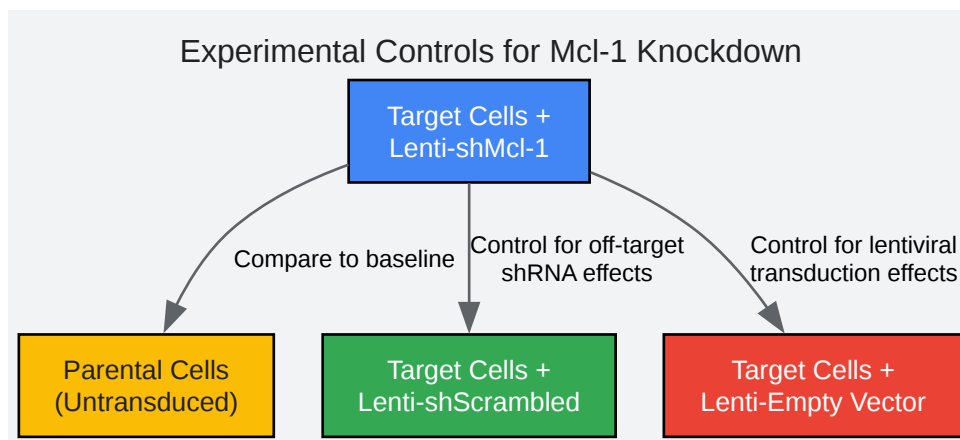 Experimental Controls for Mcl-1 Knockdown
Target Cells +
Lenti-shMcl-1
Compare to baseline
Control for off-target
shRNA effects
Control for lentiviral
transduction effects
Parental Cells
(Untransduced)
Target Cells +
Lenti-shScrambled
Target Cells +
Lenti-Empty Vector